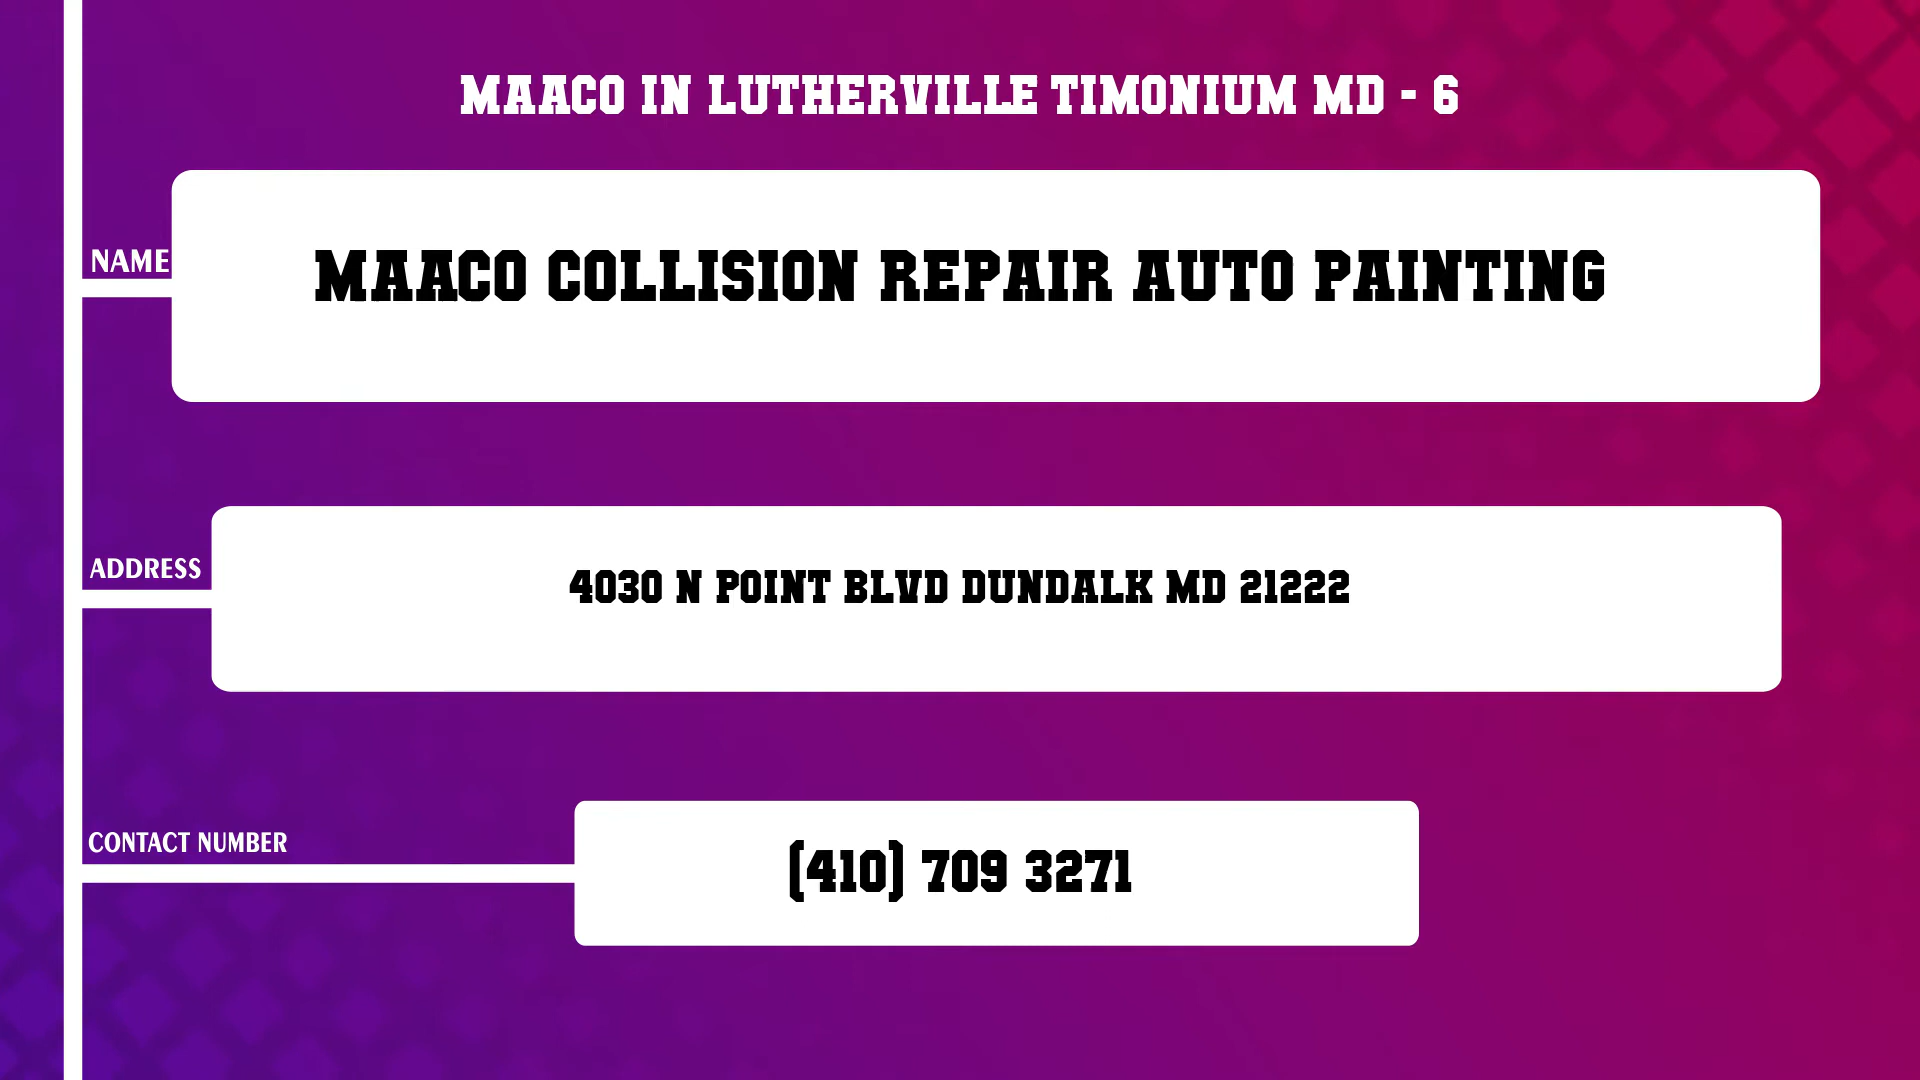 MAACO IN LUTHERVILLE TIMONIUM MD - 6
NAME
MAACO COLLISION REPAIR AUTO PAINTING
ADDRESS
4030 N POINT BLVD DUNDALK MD 21222
CONTACT NUMBER
(410) 709 3271